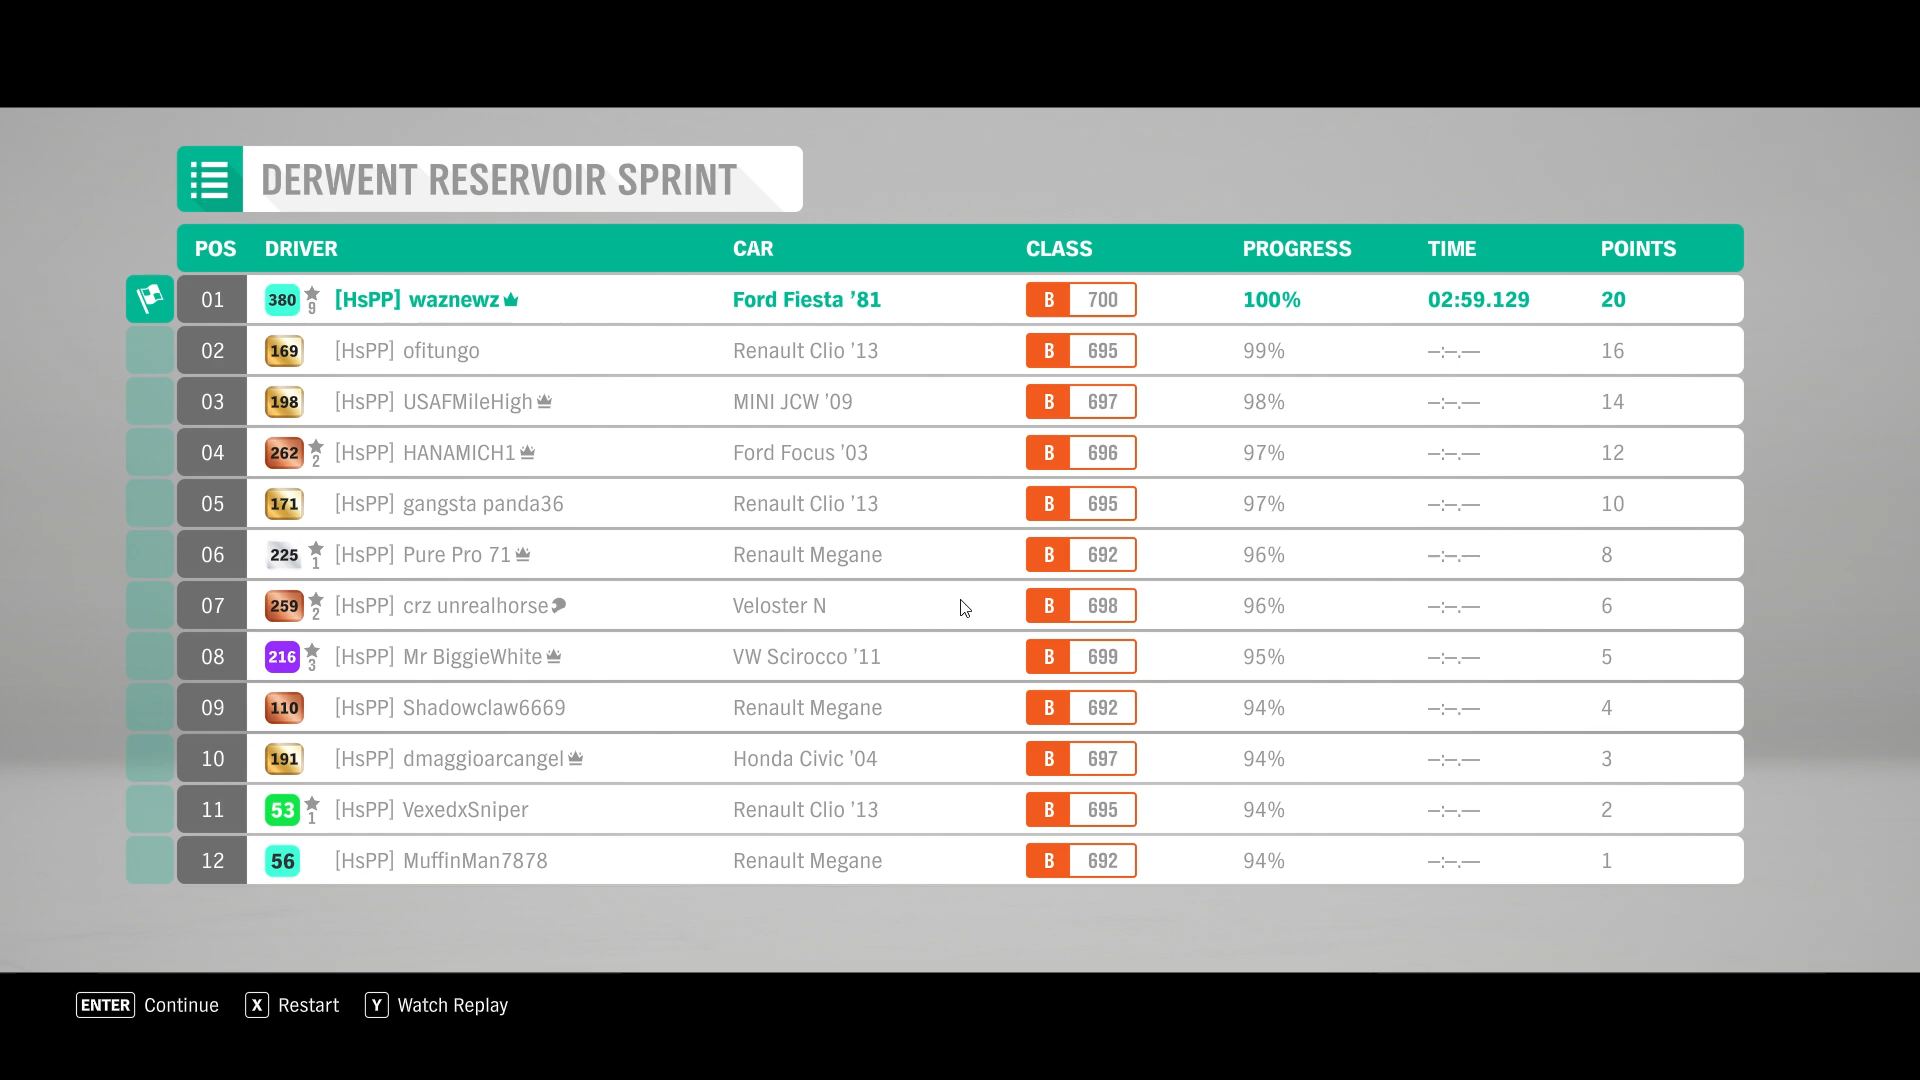 DERWENT RESERVOIR SPRINT
POS DRIVER CAR CLASS PROGRESS TIME POINTS
01 380 9 [HsPP] waznewz Ford Fiesta ’81 B 700 100% 02:59.129 20
02 169 [HsPP] ofitungo Renault Clio ’13 B 695 99% –:–.– 16
03 198 [HsPP] USAFMileHigh MINI JCW ’09 B 697 98% –:–.– 14
04 262 2 [HsPP] HANAMICH1 Ford Focus ’03 B 696 97% –:–.– 12
05 171 [HsPP] gangsta panda36 Renault Clio ’13 B 695 97% –:–.– 10
06 225 1 [HsPP] Pure Pro 71 Renault Megane B 692 96% –:–.– 8
07 259 2 [HsPP] crz unrealhorse Veloster N B 698 96% –:–.– 6
08 216 3 [HsPP] Mr BiggieWhite VW Scirocco ’11 B 699 95% –:–.– 5
09 110 [HsPP] Shadowclaw6669 Renault Megane B 692 94% –:–.– 4
10 191 [HsPP] dmaggioarcangel Honda Civic ’04 B 697 94% –:–.– 3
11 53 1 [HsPP] VexedxSniper Renault Clio ’13 B 695 94% –:–.– 2
12 56 [HsPP] MuffinMan7878 Renault Megane B 692 94% –:–.– 1
ENTER Continue X Restart Y Watch Replay